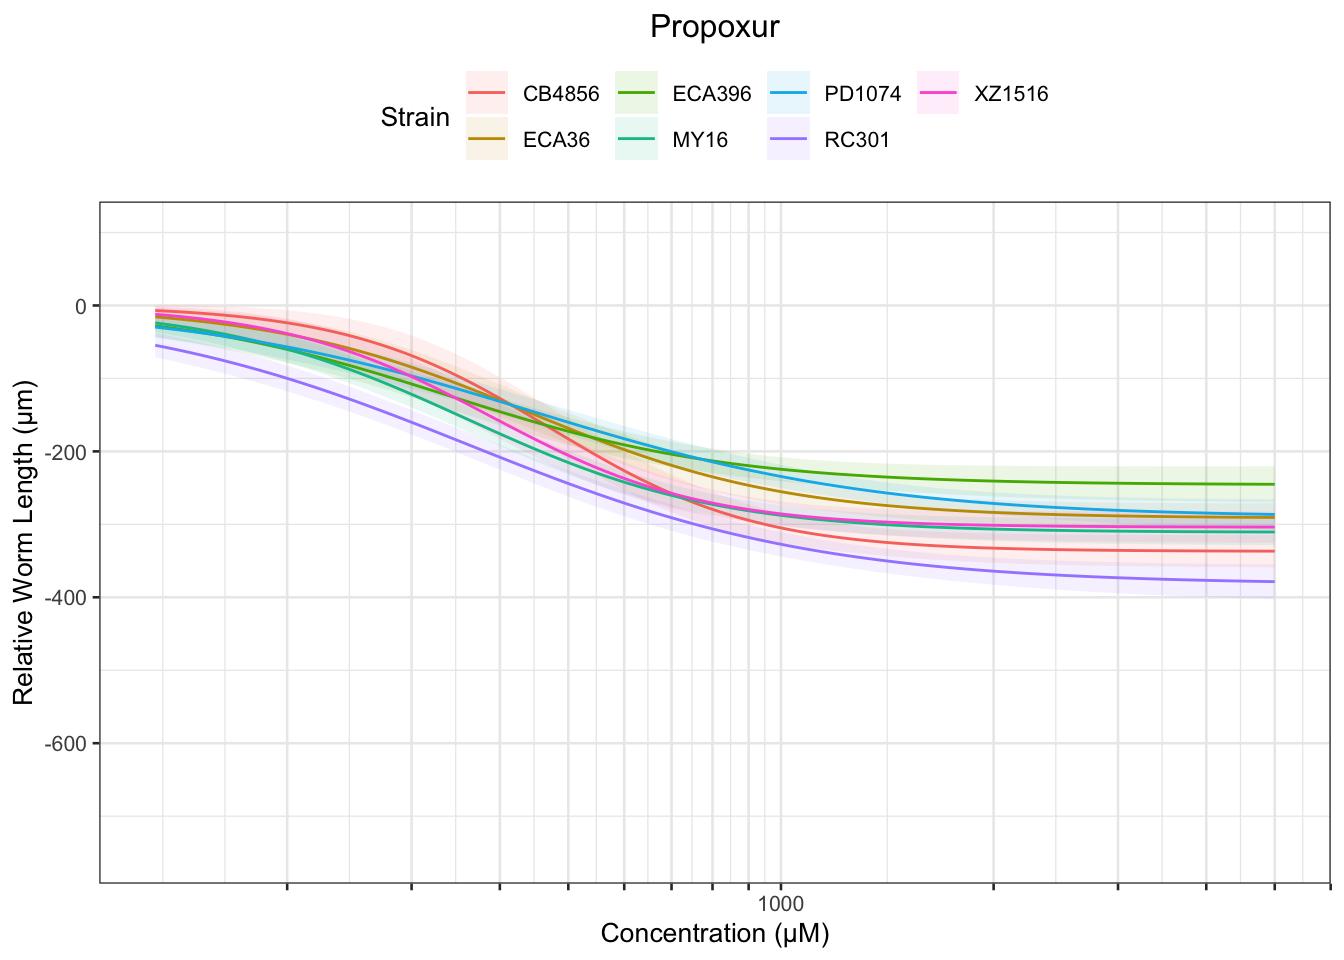 Propoxur
Strain
CB4856 ECA396 PD1074 XZ1516
ECA36 MY16 RC301
Relative Worm Length (µm)
0
-200
-400
-600
1000
Concentration (µM)